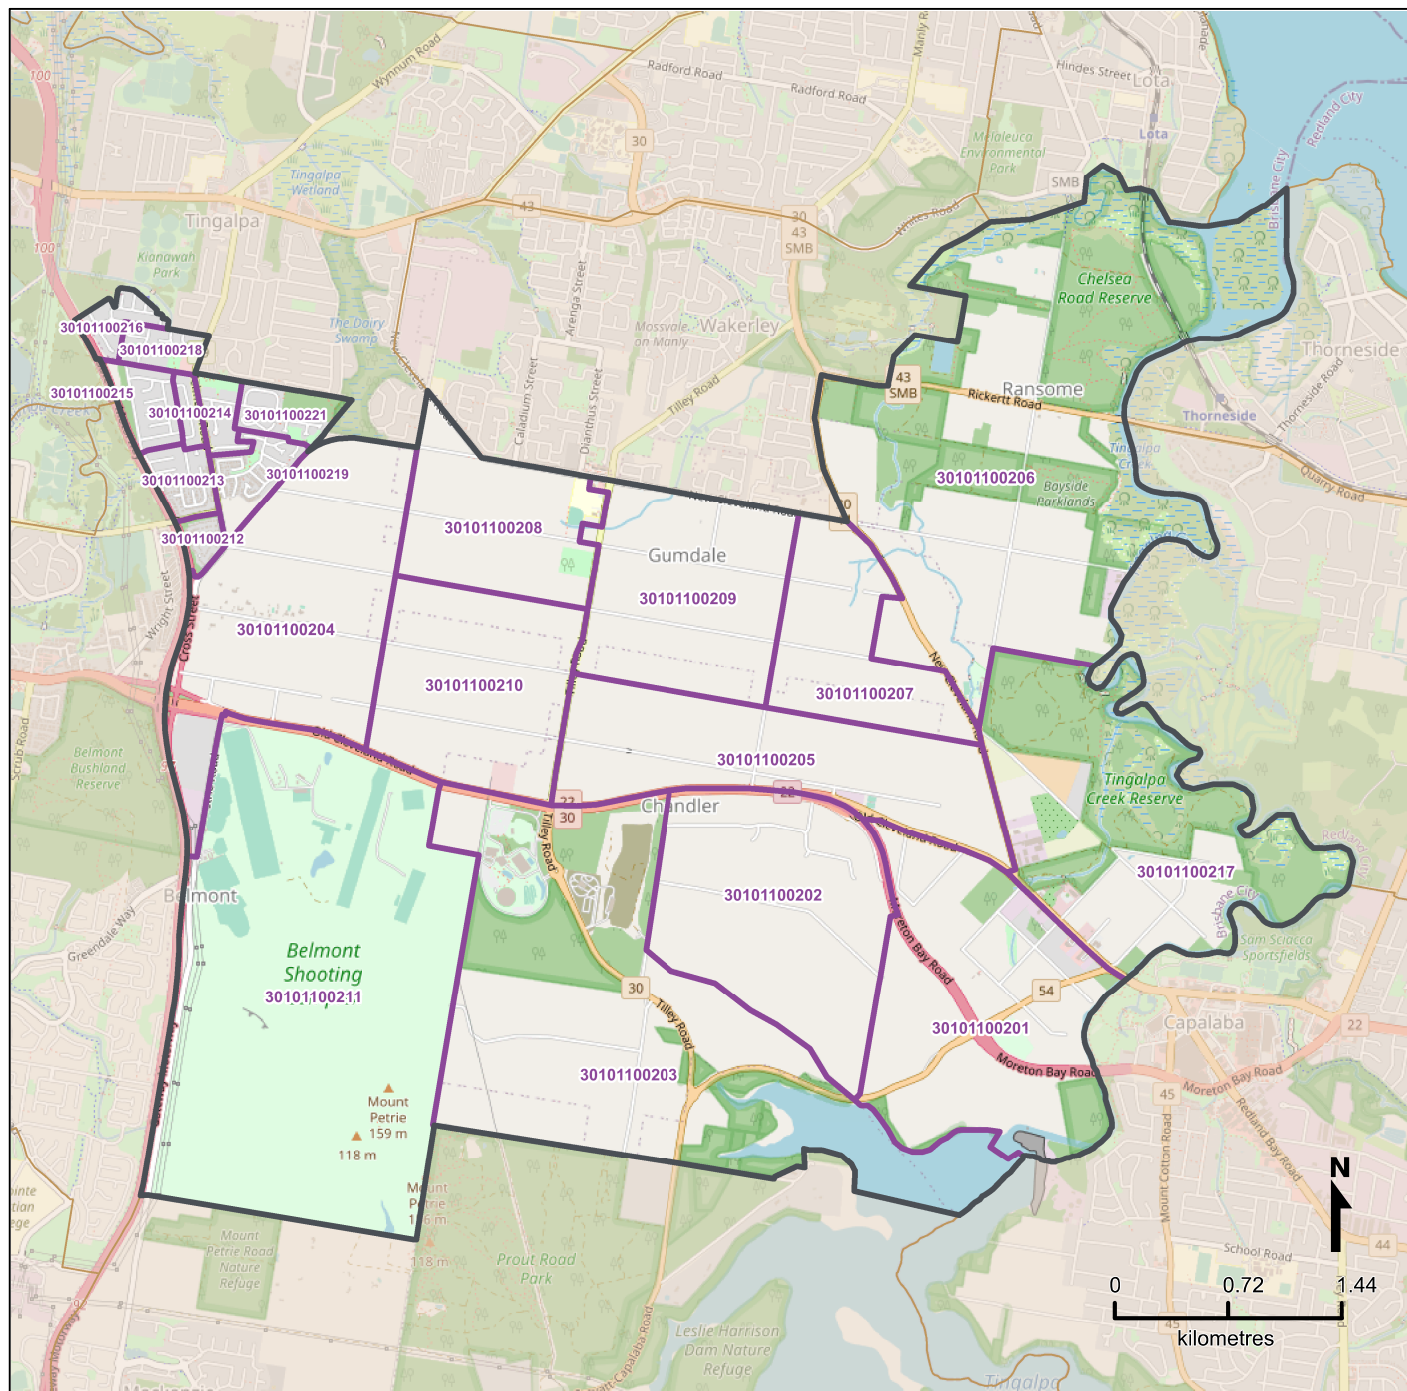 100
Wynnum Road
Radford Road
Radford Road
Manly R
Hindes Street
Lota
Lota
Redland City
Brisbane City
30
Melaleuca
Environmental
Park
SMB
Tingalpa
Wetland
43
Tingalpa
30
43
SMB
Whites Road
100
Kianawah
Park
Arenga Street
Chelsea
Road Reserve
The Dairy
Swamp
Mossvale
on Manly
Wakerley
30101100216
30101100218
Thorneside
Caladium Street
Dianthus Street
Tilley Road
43
SMB
Ransome
Rickertt Road
Thorneside
Thorneside Road
30101100215
30101100214
30101100221
Tingalpa
Creek
30101100213
30101100219
30101100206
Bayside
Parklands
Quarry Road
New Cleveland Road
30101100208
30101100212
Gumdale
Wright Street
30101100209
Cross Street
30101100204
Tilley Road
New Cleveland Road
30101100210
30101100207
Scrub Road
Old Cleveland Road
Belmont
Bushland
Reserve
30101100205
Tingalpa
Creek Reserve
22
30
22
Chandler
Old Cleveland Road
Tilley Road
30101100217
30101100202
Belmont
Greendale Way
Moreton Bay Road
Brisbane City
Sam Sciacca
Sportsfields
Belmont
Shooting
30101100211
30
54
Tilley Road
30101100201
Capalaba
22
30101100203
Moreton Bay Road
Moreton Bay Road
Mount
Petrie
159 m
118 m
45
Redland Bay Road
Mount Cotton Road
N
Mount
Petrie Road
Nature
Refuge
118 m
Prout Road
Park
School Road
44
0 0.72 1.44
kilometres
45
Leslie Harrison
Dam Nature
Refuge
Tingalpa